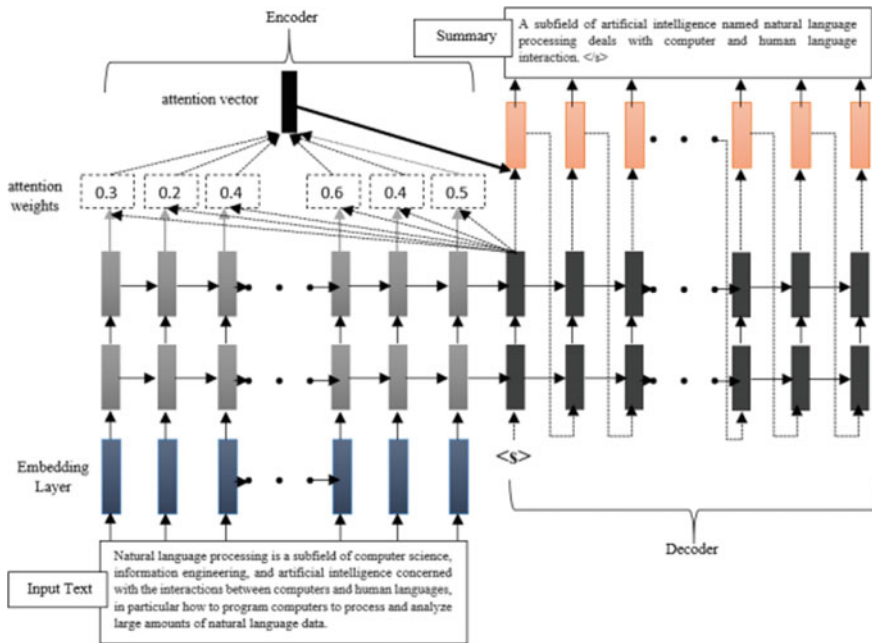 Encoder
Summary
A subfield of artificial intelligence named natural language
processing deals with computer and human language
interaction. </s>
attention vector
attention
weights
0.3 0.2 0.4 0.6 0.4 0.5
Embedding
Layer
<s>
Decoder
Input Text
Natural language processing is a subfield of computer science,
information engineering, and artificial intelligence concerned
with the interactions between computers and human languages,
in particular how to program computers to process and analyze
large amounts of natural language data.